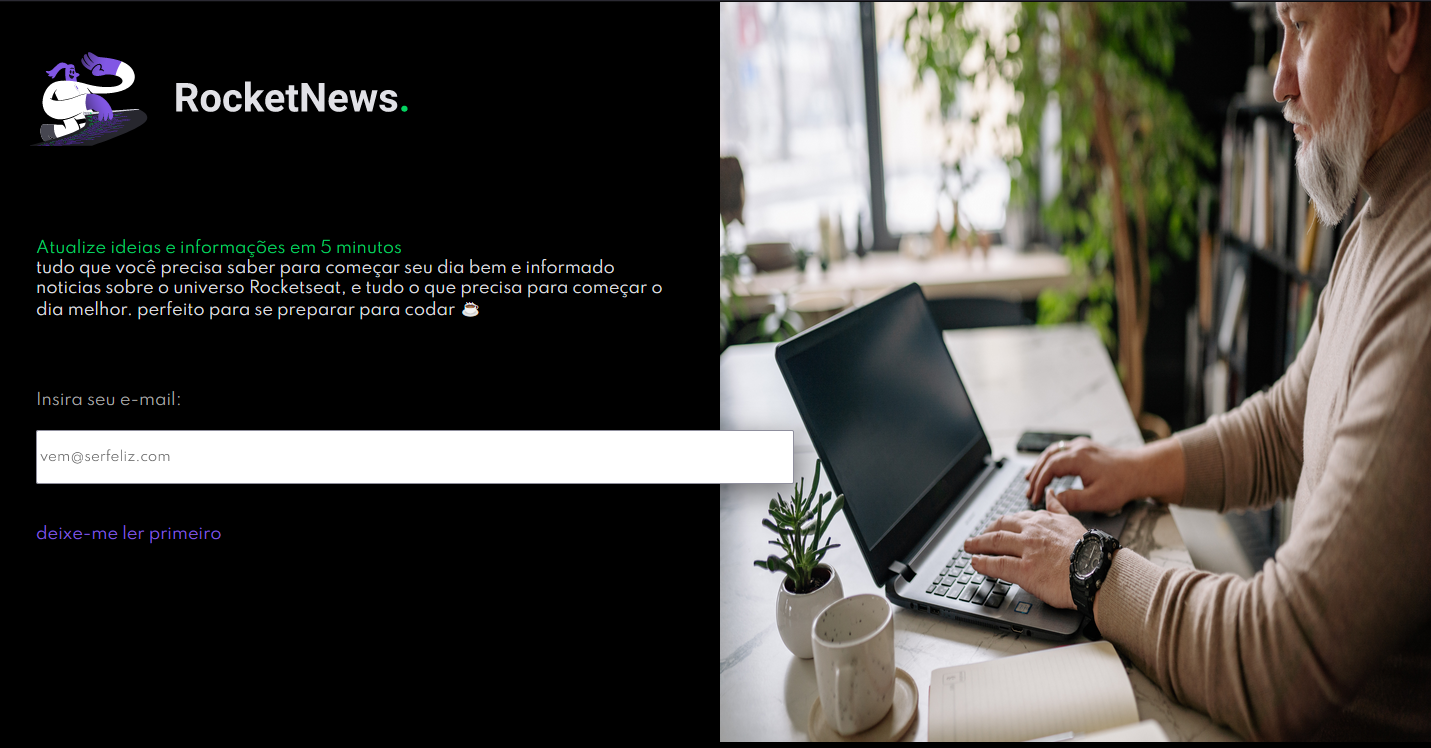 RocketNews.
Atualize ideias e informações em 5 minutos
tudo que você precisa saber para começar seu dia bem e informado
noticias sobre o universo Rocketseat, e tudo o que precisa para começar o
dia melhor. perfeito para se preparar para codar ☕
Insira seu e-mail:
vem@serfeliz.com
deixe-me ler primeiro